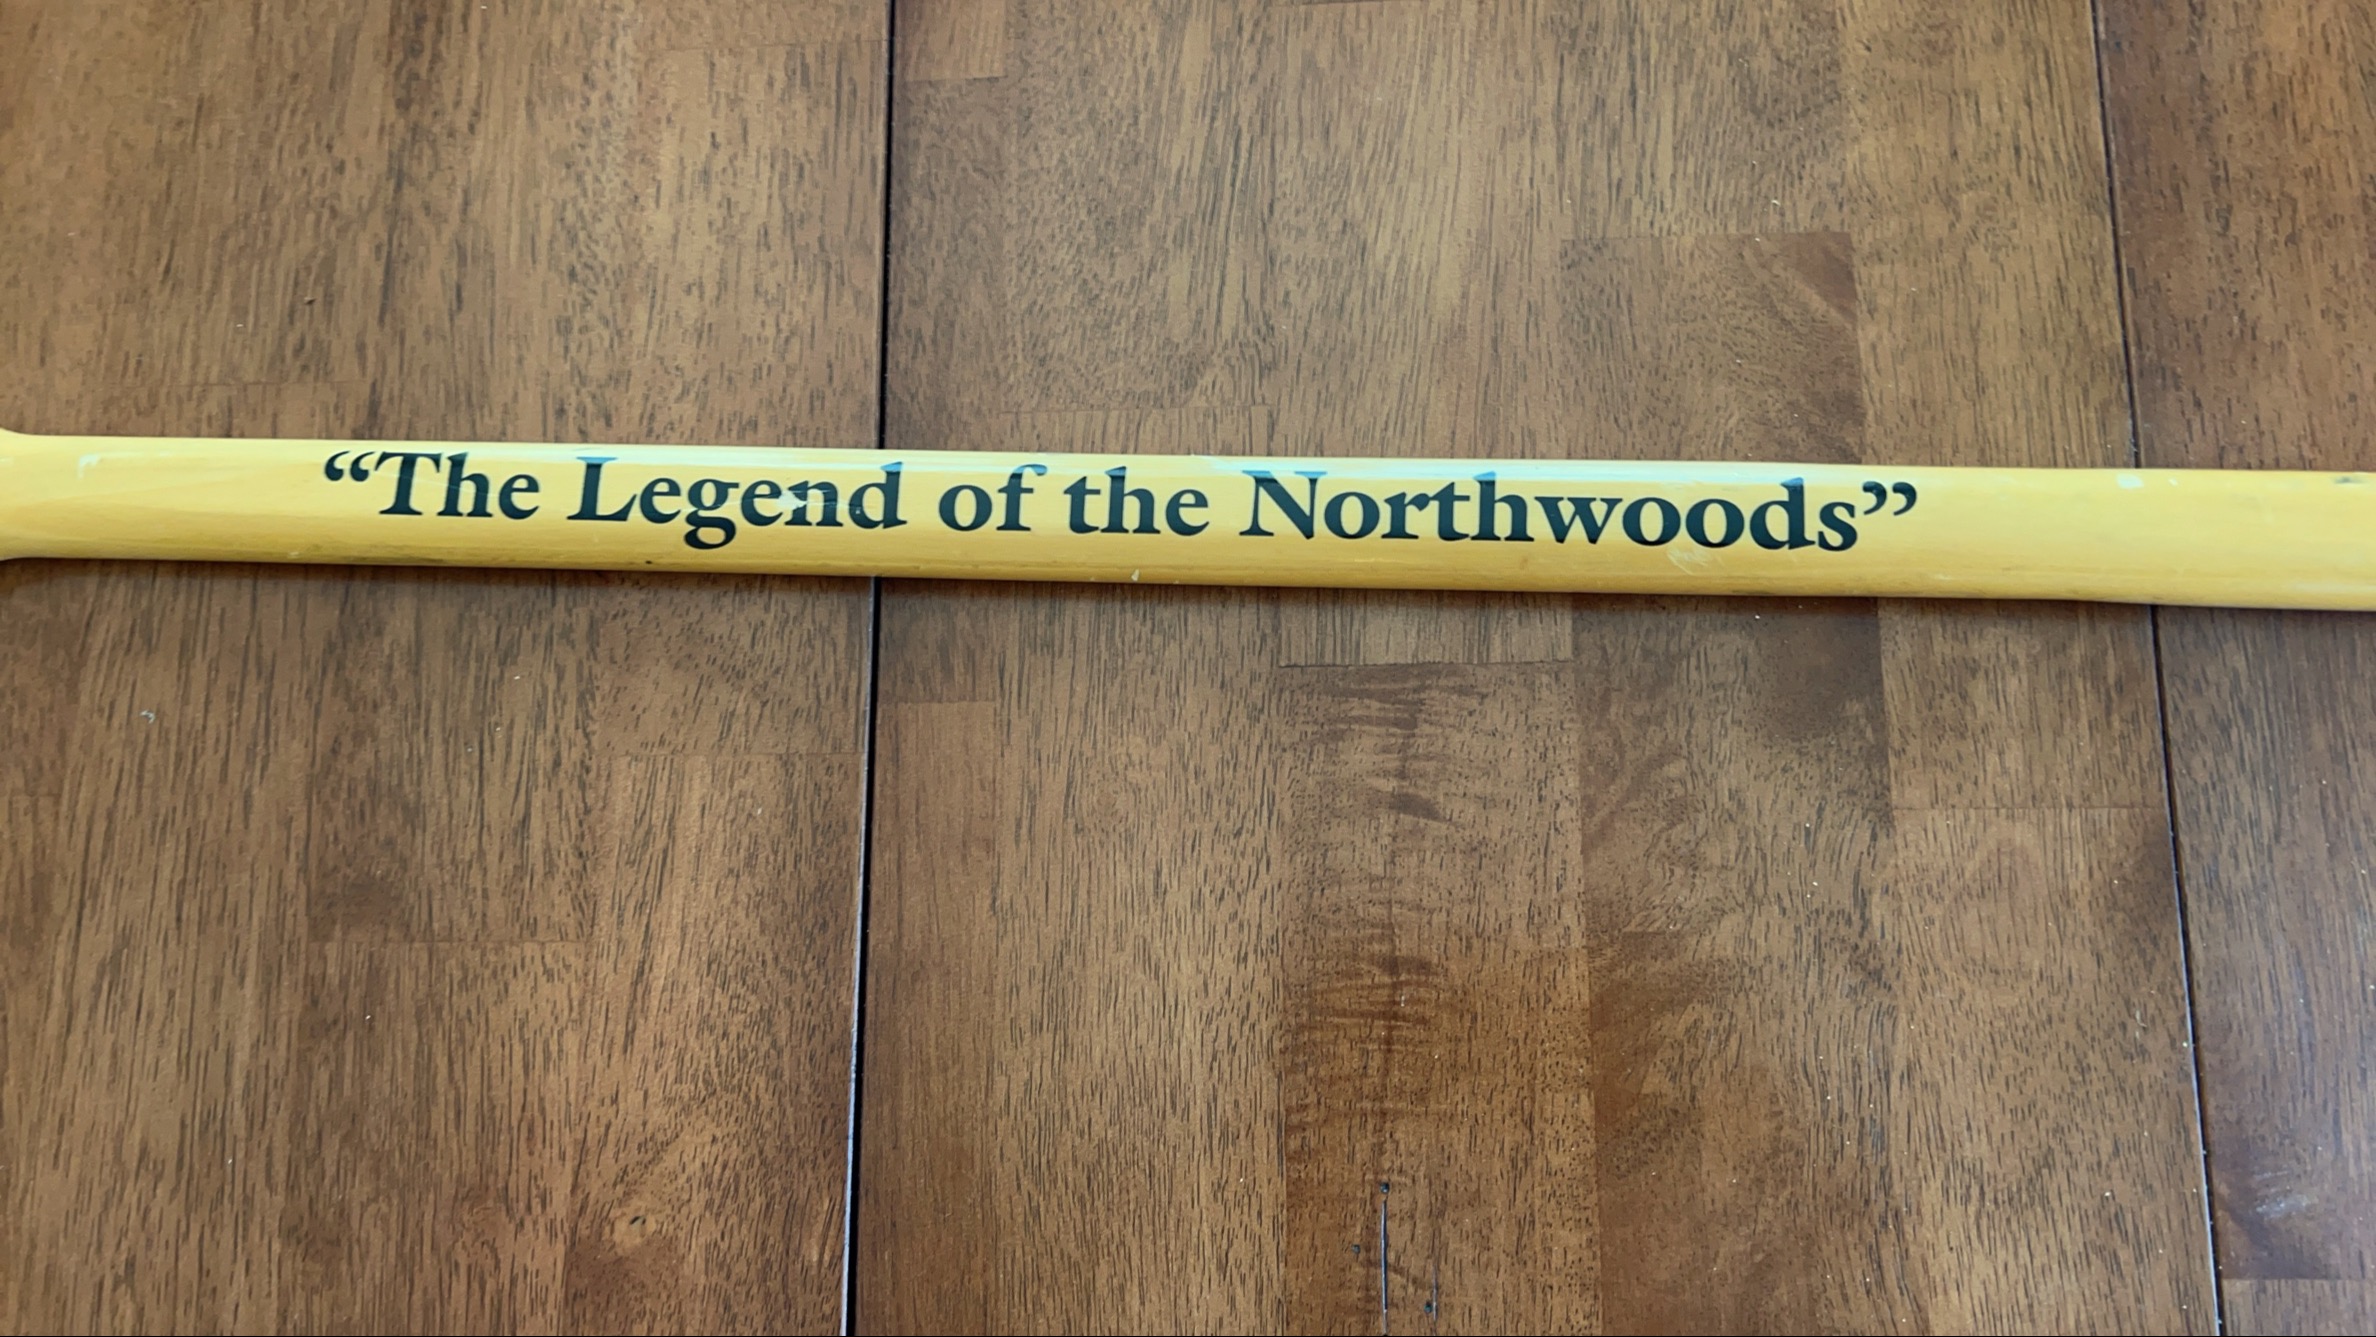 “The Legend of the Northwoods”